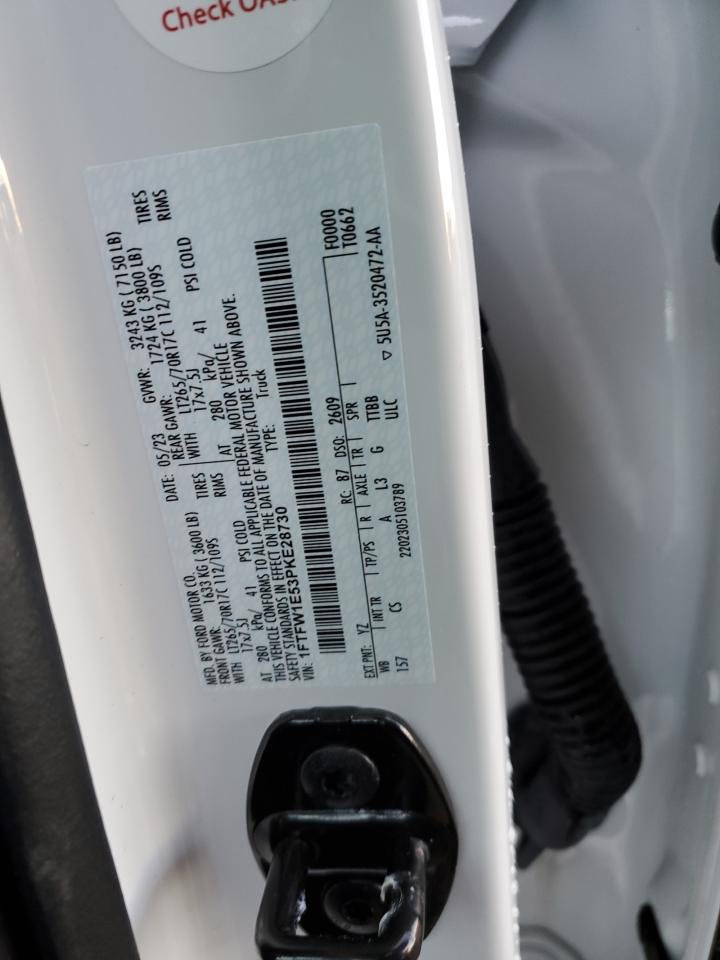 Check OAS
MFD. BY FORD MOTOR CO.
DATE: 05/23 GVWR: 3243 KG ( 7150 LB)
FRONT GAWR: 1633 KG ( 3600 LB) REAR GAWR: 1724 KG ( 3800 LB)
WITH LT265/70R17C 112/109S TIRES WITH LT265/70R17C 112/109S TIRES
17x7.5J RIMS 17x7.5J RIMS
AT 280 kPa/ 41 PSI COLD AT 280 kPa/ 41 PSI COLD
THIS VEHICLE CONFORMS TO ALL APPLICABLE FEDERAL MOTOR VEHICLE
SAFETY STANDARDS IN EFFECT ON THE DATE OF MANUFACTURE SHOWN ABOVE.
VIN: 1FTFW1E53PKE28730 TYPE: Truck
EXT PNT: YZ RC: 87 DSO: 2609 F0000
WB INT TR TP/PS R AXLE TR SPR T0662
157 CS A L3 G TTBB
2202305103789 ULC ▽ 5U5A-3520472-AA